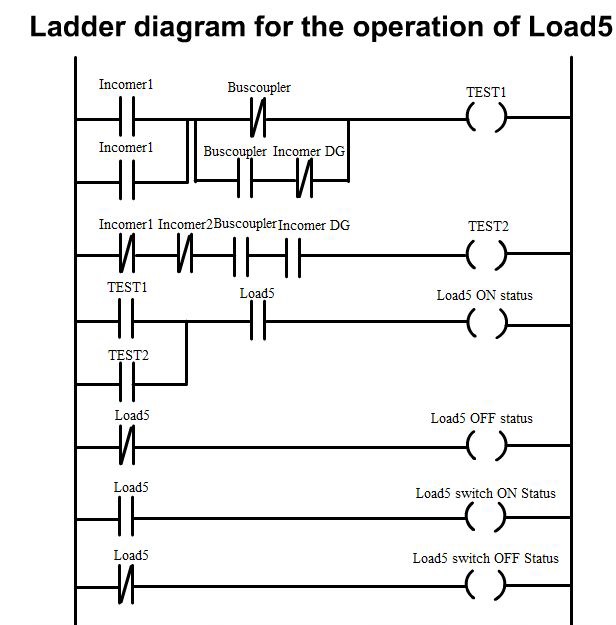 Ladder diagram for the operation of Load5
Incomer1 Buscoupler TEST1
Incomer1 Buscoupler Incomer DG
Incomer1 Incomer2 Buscoupler Incomer DG TEST2
TEST1 Load5 Load5 ON status
TEST2
Load5 Load5 OFF status
Load5 Load5 switch ON Status
Load5 Load5 switch OFF Status